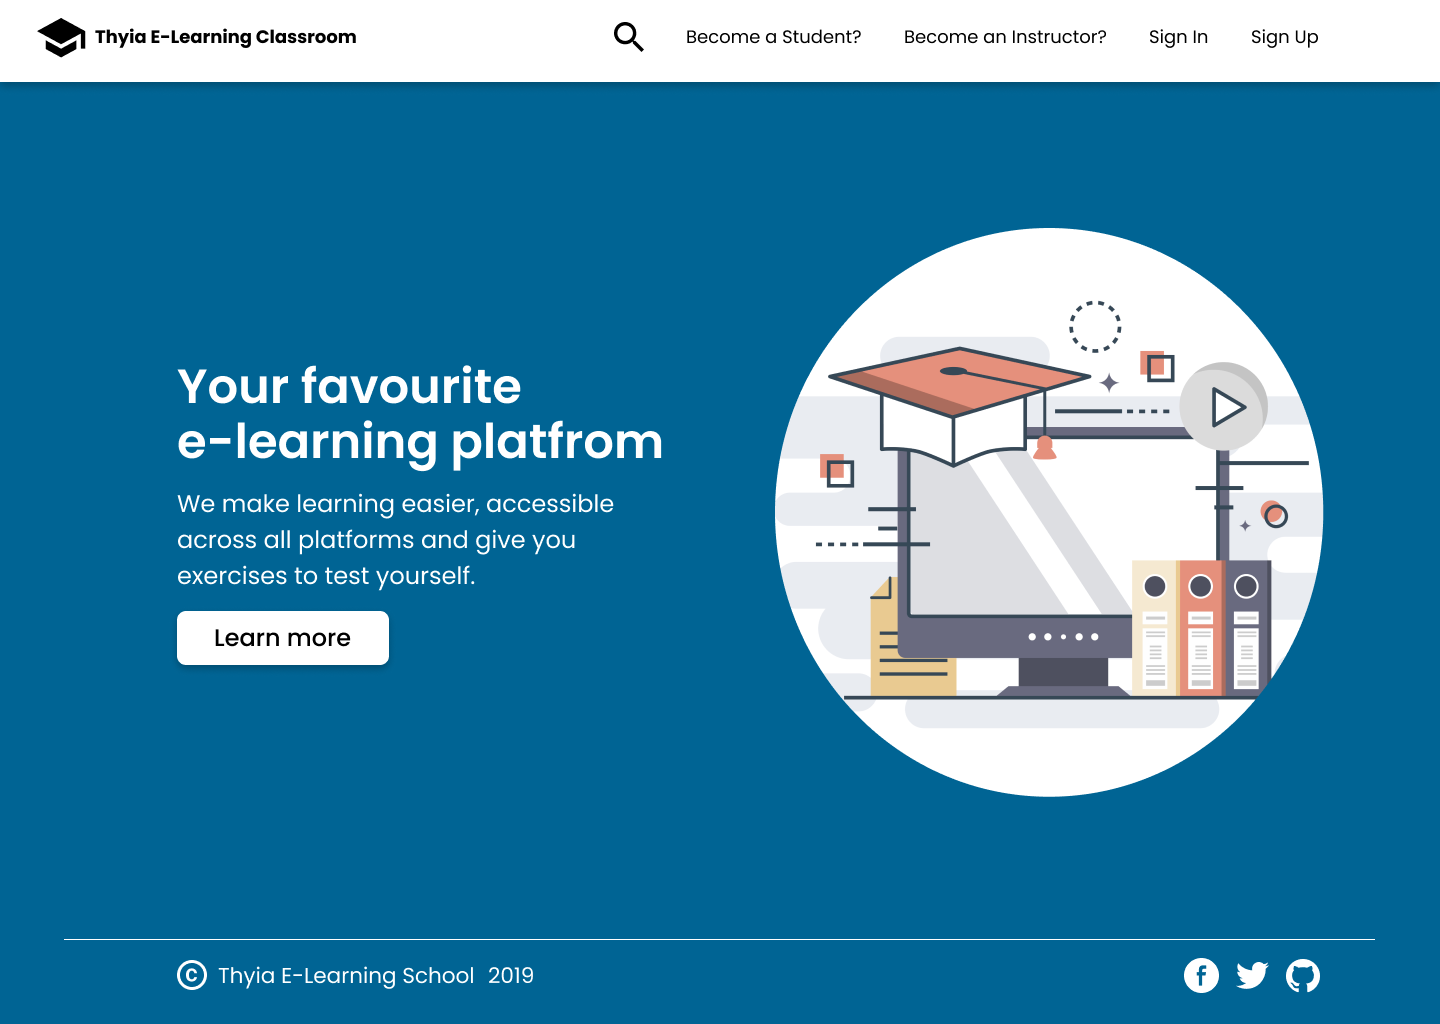 Thyia E-Learning Classroom
Become a Student?
Become an Instructor?
Sign In
Sign Up
Your favourite
e-learning platfrom
We make learning easier, accessible
across all platforms and give you
exercises to test yourself.
Learn more
© Thyia E-Learning School 2019